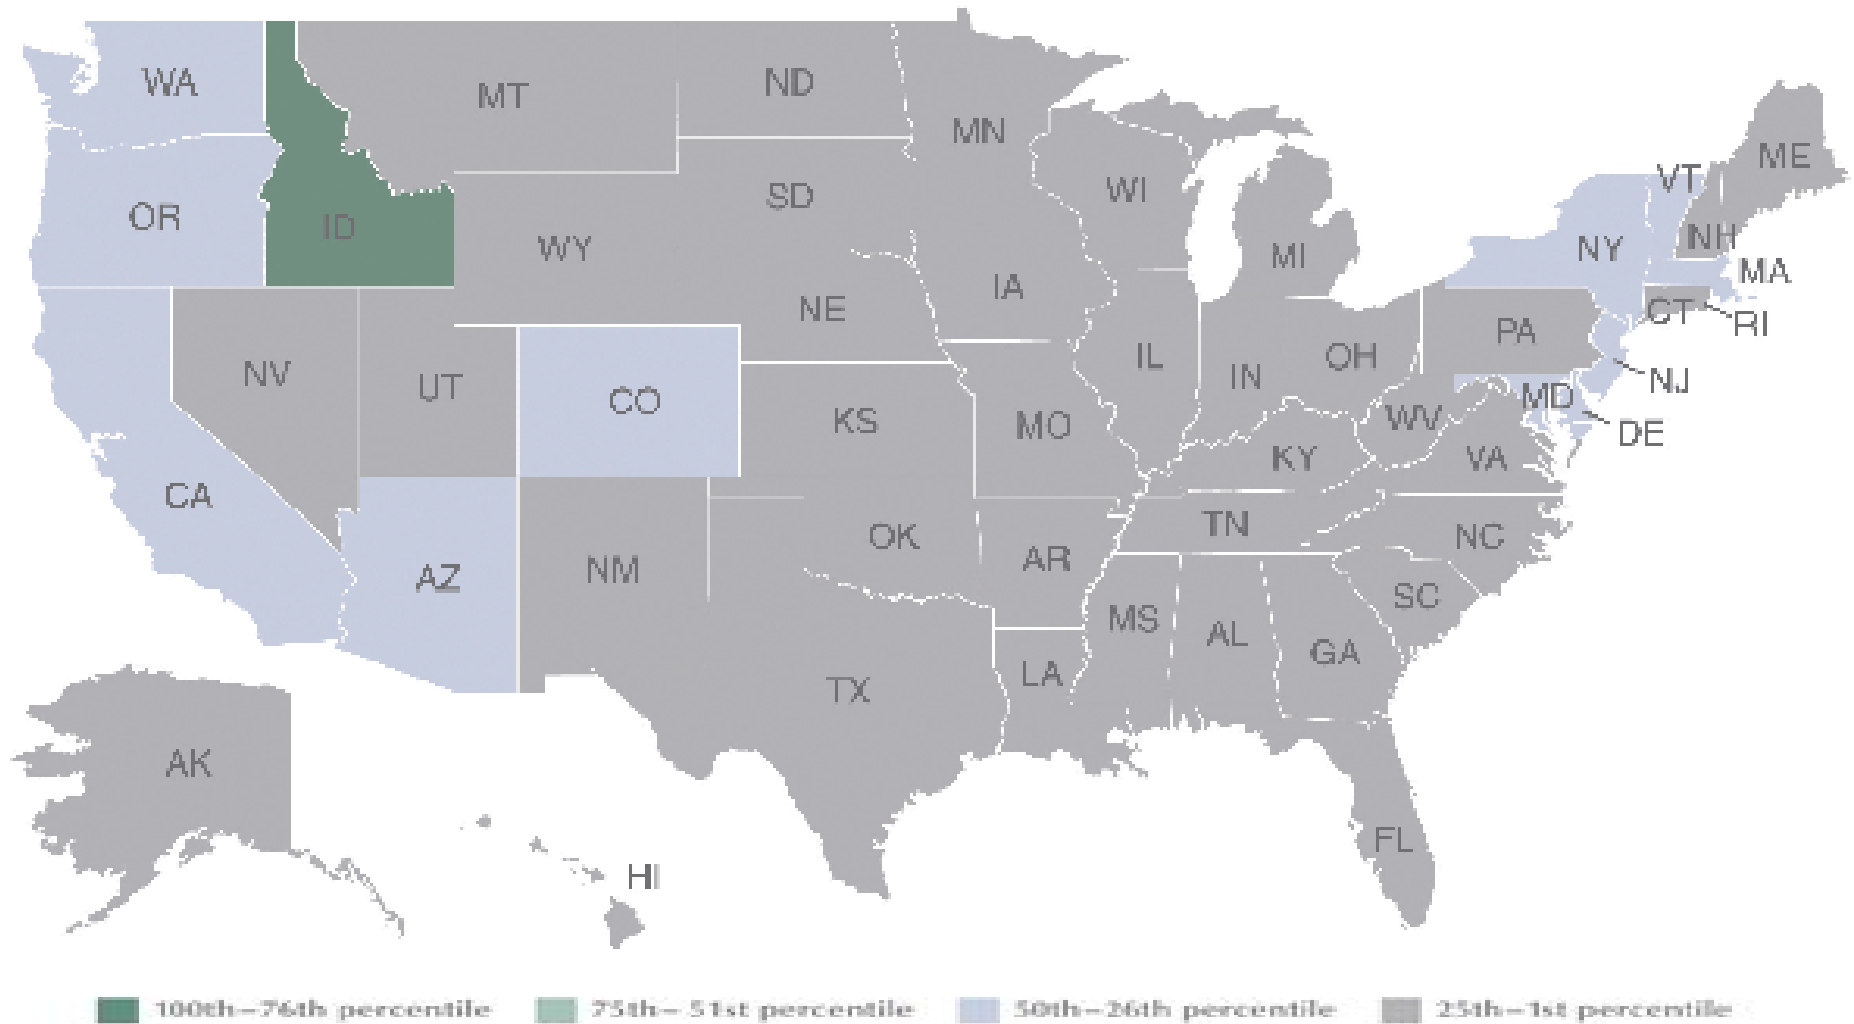 WA
MT
ND
MN
ME
VT
OR
ID
SD
WI
NH
WY
NY
MI
MA
NE
IA
CT
RI
PA
NV
UT
CO
IL
IN
OH
NJ
KS
MO
WV
MD
DE
KY
VA
CA
OK
TN
NC
AZ
NM
AR
SC
MS
AL
GA
TX
LA
AK
FL
HI
100th–76th percentile
75th–51st percentile
50th–26th percentile
25th–1st percentile